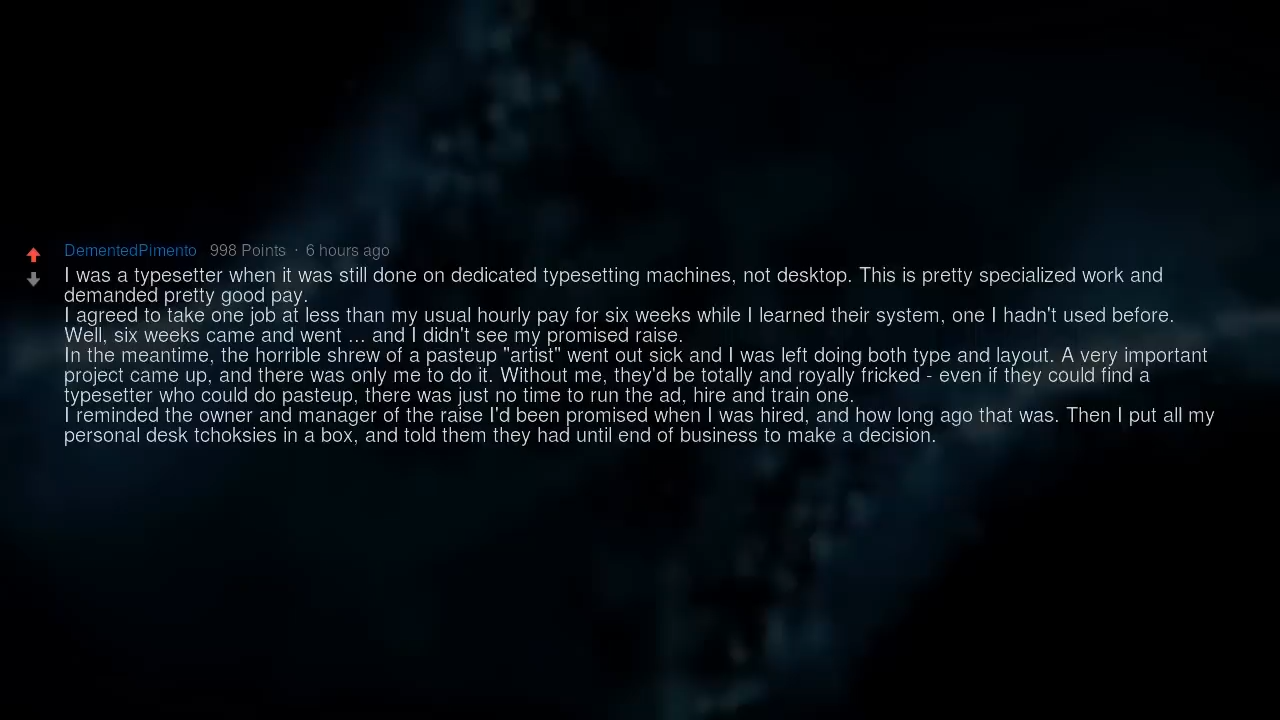 DementedPimento 998 Points · 6 hours ago
I was a typesetter when it was still done on dedicated typesetting machines, not desktop. This is pretty specialized work and
demanded pretty good pay.
I agreed to take one job at less than my usual hourly pay for six weeks while I learned their system, one I hadn't used before.
Well, six weeks came and went ... and I didn't see my promised raise.
In the meantime, the horrible shrew of a pasteup "artist" went out sick and I was left doing both type and layout. A very important
project came up, and there was only me to do it. Without me, they'd be totally and royally fricked - even if they could find a
typesetter who could do pasteup, there was just no time to run the ad, hire and train one.
I reminded the owner and manager of the raise I'd been promised when I was hired, and how long ago that was. Then I put all my
personal desk tchoksies in a box, and told them they had until end of business to make a decision.